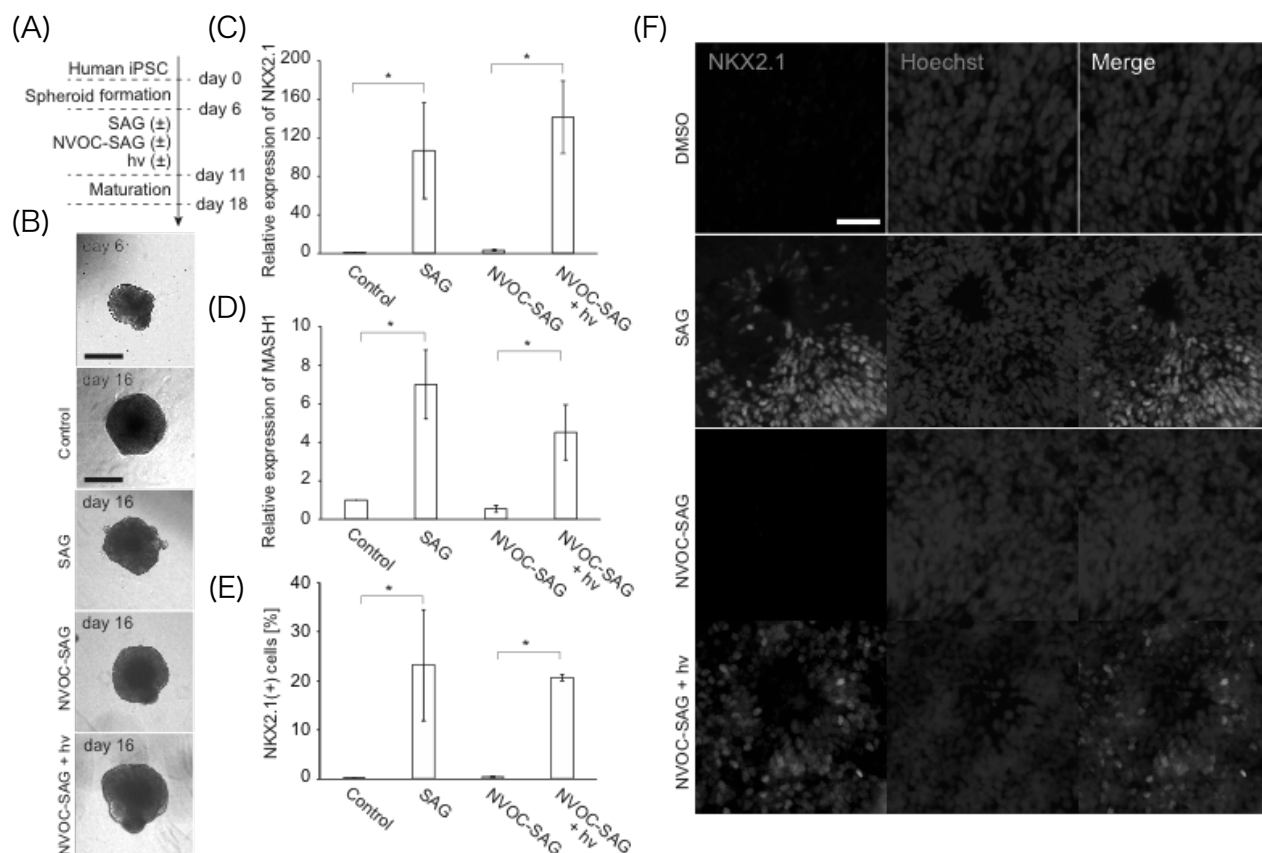 (A)
Human iPSC
day 0
Spheroid formation
day 6
SAG (±)
NVOC-SAG (±)
hv (±)
day 11
Maturation
day 18
(B)
day 6
Control
day 16
SAG
day 16
NVOC-SAG
day 16
NVOC-SAG + hv
day 16
(C)
Relative expression of NKX2.1
200
160
120
80
40
0
*
*
Control
SAG
NVOC-SAG
NVOC-SAG
+ hv
(D)
Relative expression of MASH1
10
8
6
4
2
0
*
*
Control
SAG
NVOC-SAG
NVOC-SAG
+ hv
(E)
NKX2.1(+) cells [%]
40
30
20
10
0
*
*
Control
SAG
NVOC-SAG
NVOC-SAG
+ hv
(F)
NKX2.1
Hoechst
Merge
DMSO
SAG
NVOC-SAG
NVOC-SAG + hv